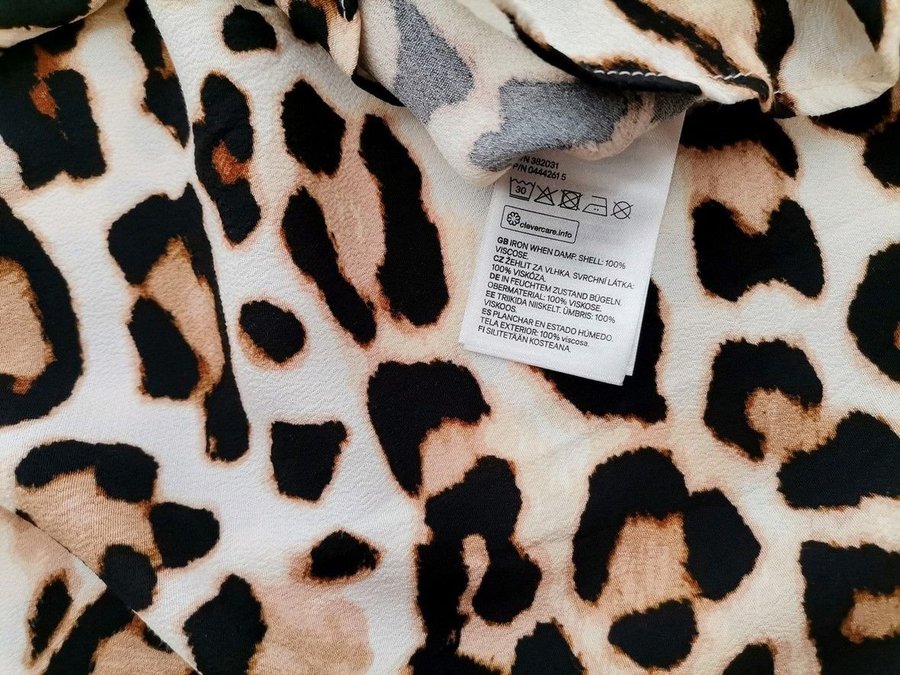 N 382031
P/N 0444261 5
30
clevercare.info
GB IRON WHEN DAMP. SHELL: 100%
VISCOSE.
CZ ŽEHLIT ZA VLHKA. SVRCHNÍ LÁTKA:
100% VISKÓZA.
DE IN FEUCHTEM ZUSTAND BÜGELN.
OBERMATERIAL: 100% VISKOSE.
EE TRIIKIDA NIISKELT. ÜMBRIS: 100%
VISKOOS.
ES PLANCHAR EN ESTADO HÚMEDO.
TELA EXTERIOR: 100% viscosa.
FI SILITETÄÄN KOSTEANA.